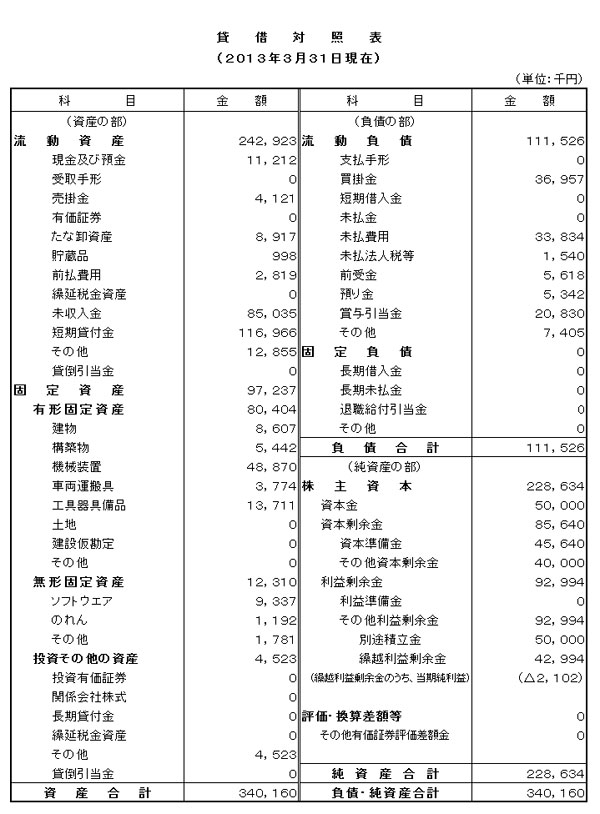 貸借対照表
（２０１３年３月３１日現在）
（単位：千円）
科目 金額 科目 金額
（資産の部） （負債の部）
流動資産 242,923 流動負債 111,526
現金及び預金 11,212 支払手形 0
受取手形 0 買掛金 36,957
売掛金 4,121 短期借入金 0
有価証券 0 未払金 0
たな卸資産 8,917 未払費用 33,834
貯蔵品 998 未払法人税等 1,540
前払費用 2,819 前受金 5,618
繰延税金資産 0 預り金 5,342
未収入金 85,035 賞与引当金 20,830
短期貸付金 116,966 その他 7,405
その他 12,855 固定負債 0
貸倒引当金 0 長期借入金 0
固定資産 97,237 長期未払金 0
有形固定資産 80,404 退職給付引当金 0
建物 8,607 その他 0
構築物 5,442 負債合計 111,526
機械装置 48,870 （純資産の部）
車両運搬具 3,774 株主資本 228,634
工具器具備品 13,711 資本金 50,000
土地 0 資本剰余金 85,640
建設仮勘定 0 資本準備金 45,640
その他 0 その他資本剰余金 40,000
無形固定資産 12,310 利益剰余金 92,994
ソフトウエア 9,337 利益準備金 0
のれん 1,192 その他利益剰余金 92,994
その他 1,781 別途積立金 50,000
投資その他の資産 4,523 繰越利益剰余金 42,994
投資有価証券 0 （繰越利益剰余金のうち、当期純利益） （△2,102）
関係会社株式 0
長期貸付金 0 評価・換算差額等 0
繰延税金資産 0 その他有価証券評価差額金 0
その他 4,523
貸倒引当金 0 純資産合計 228,634
資産合計 340,160 負債・純資産合計 340,160